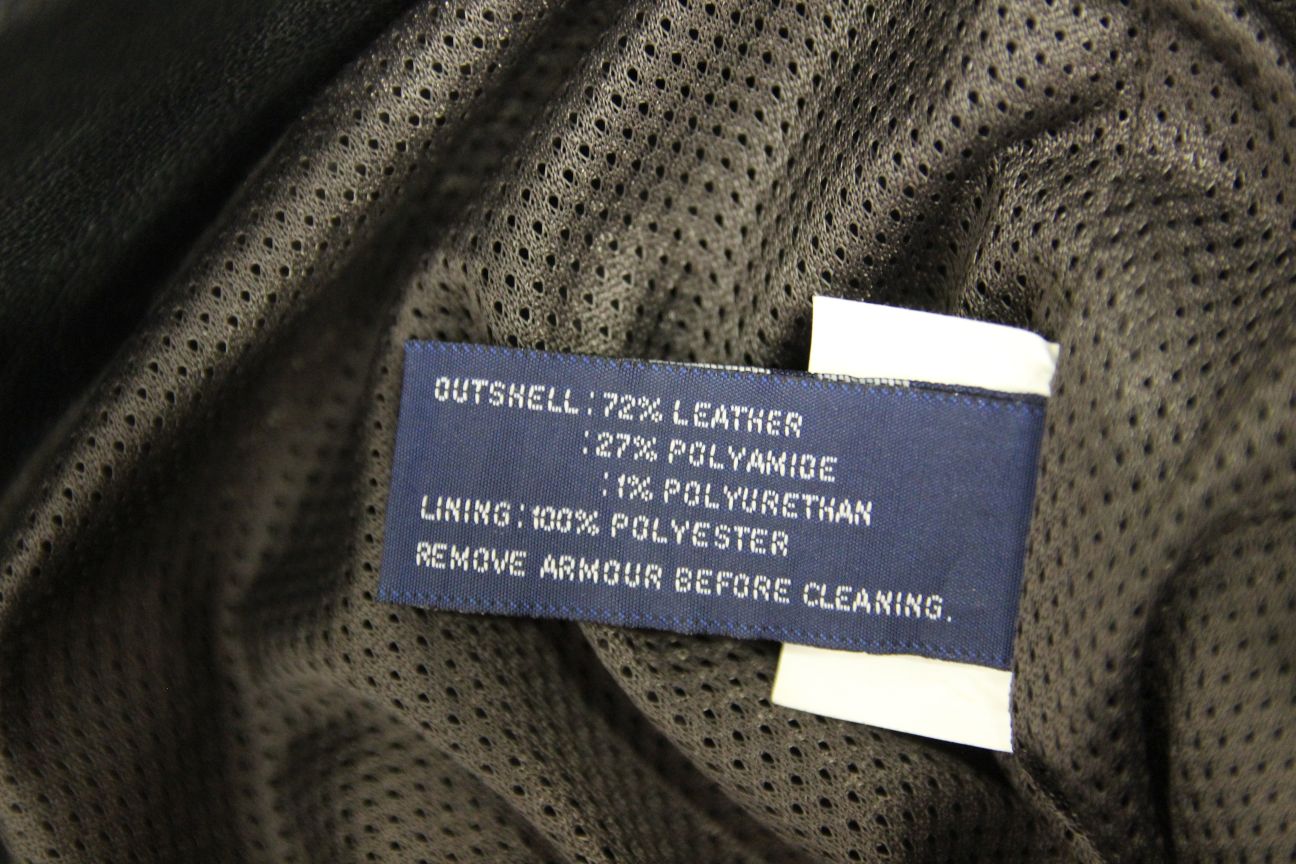 OUTSHELL:72% LEATHER
:27% POLYAMIDE
:1% POLYURETHAN
LINING:100% POLYESTER
REMOVE ARMOUR BEFORE CLEANING.